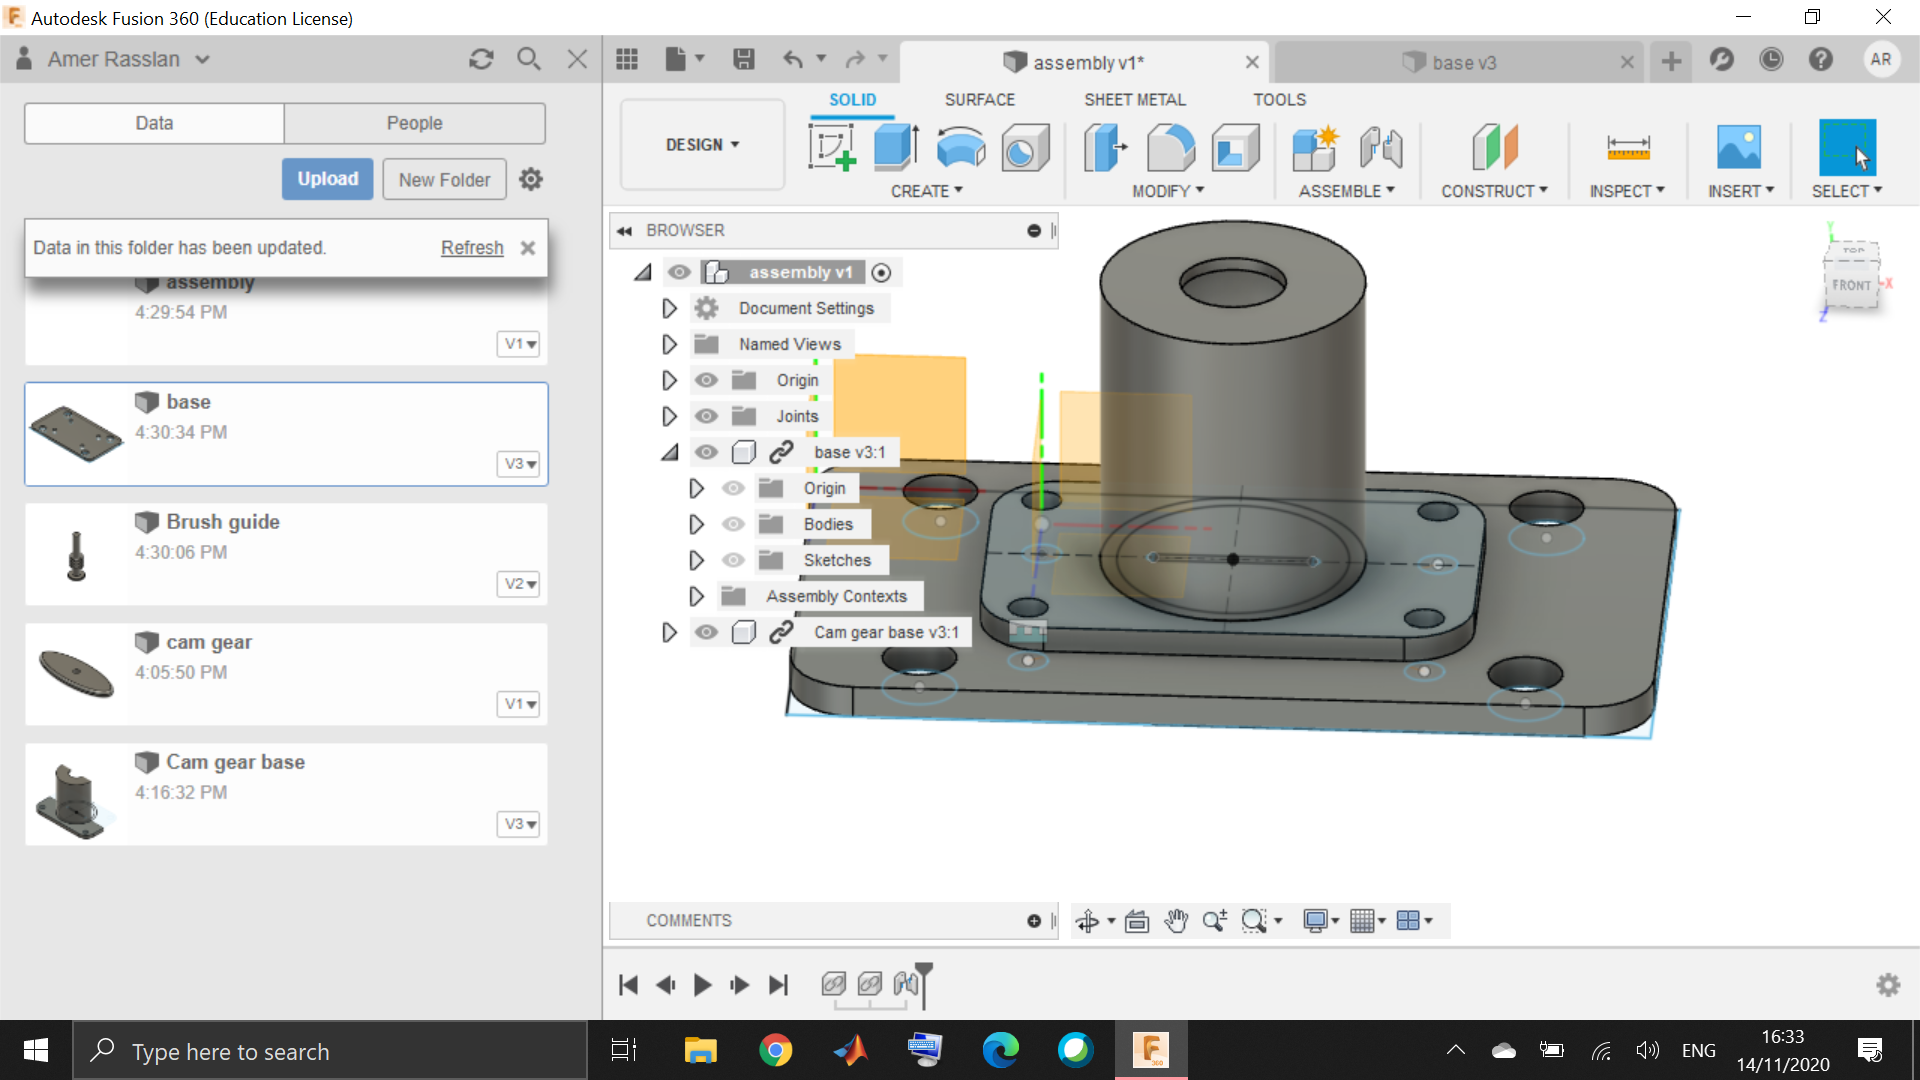 Autodesk Fusion 360 (Education License)
Amer Rasslan
assembly v1*
base v3
AR
Data
People
Upload
New Folder
Data in this folder has been updated.
Refresh
assembly
4:29:54 PM
V1
base
4:30:34 PM
V3
Brush guide
4:30:06 PM
V2
cam gear
4:05:50 PM
V1
Cam gear base
4:16:32 PM
V3
SOLID
SURFACE
SHEET METAL
TOOLS
DESIGN
CREATE
MODIFY
ASSEMBLE
CONSTRUCT
INSPECT
INSERT
SELECT
BROWSER
assembly v1
Document Settings
Named Views
Origin
Joints
base v3:1
Origin
Bodies
Sketches
Assembly Contexts
Cam gear base v3:1
Y
TOP
FRONT
X
Z
COMMENTS
Type here to search
F
360
ENG
16:33
14/11/2020